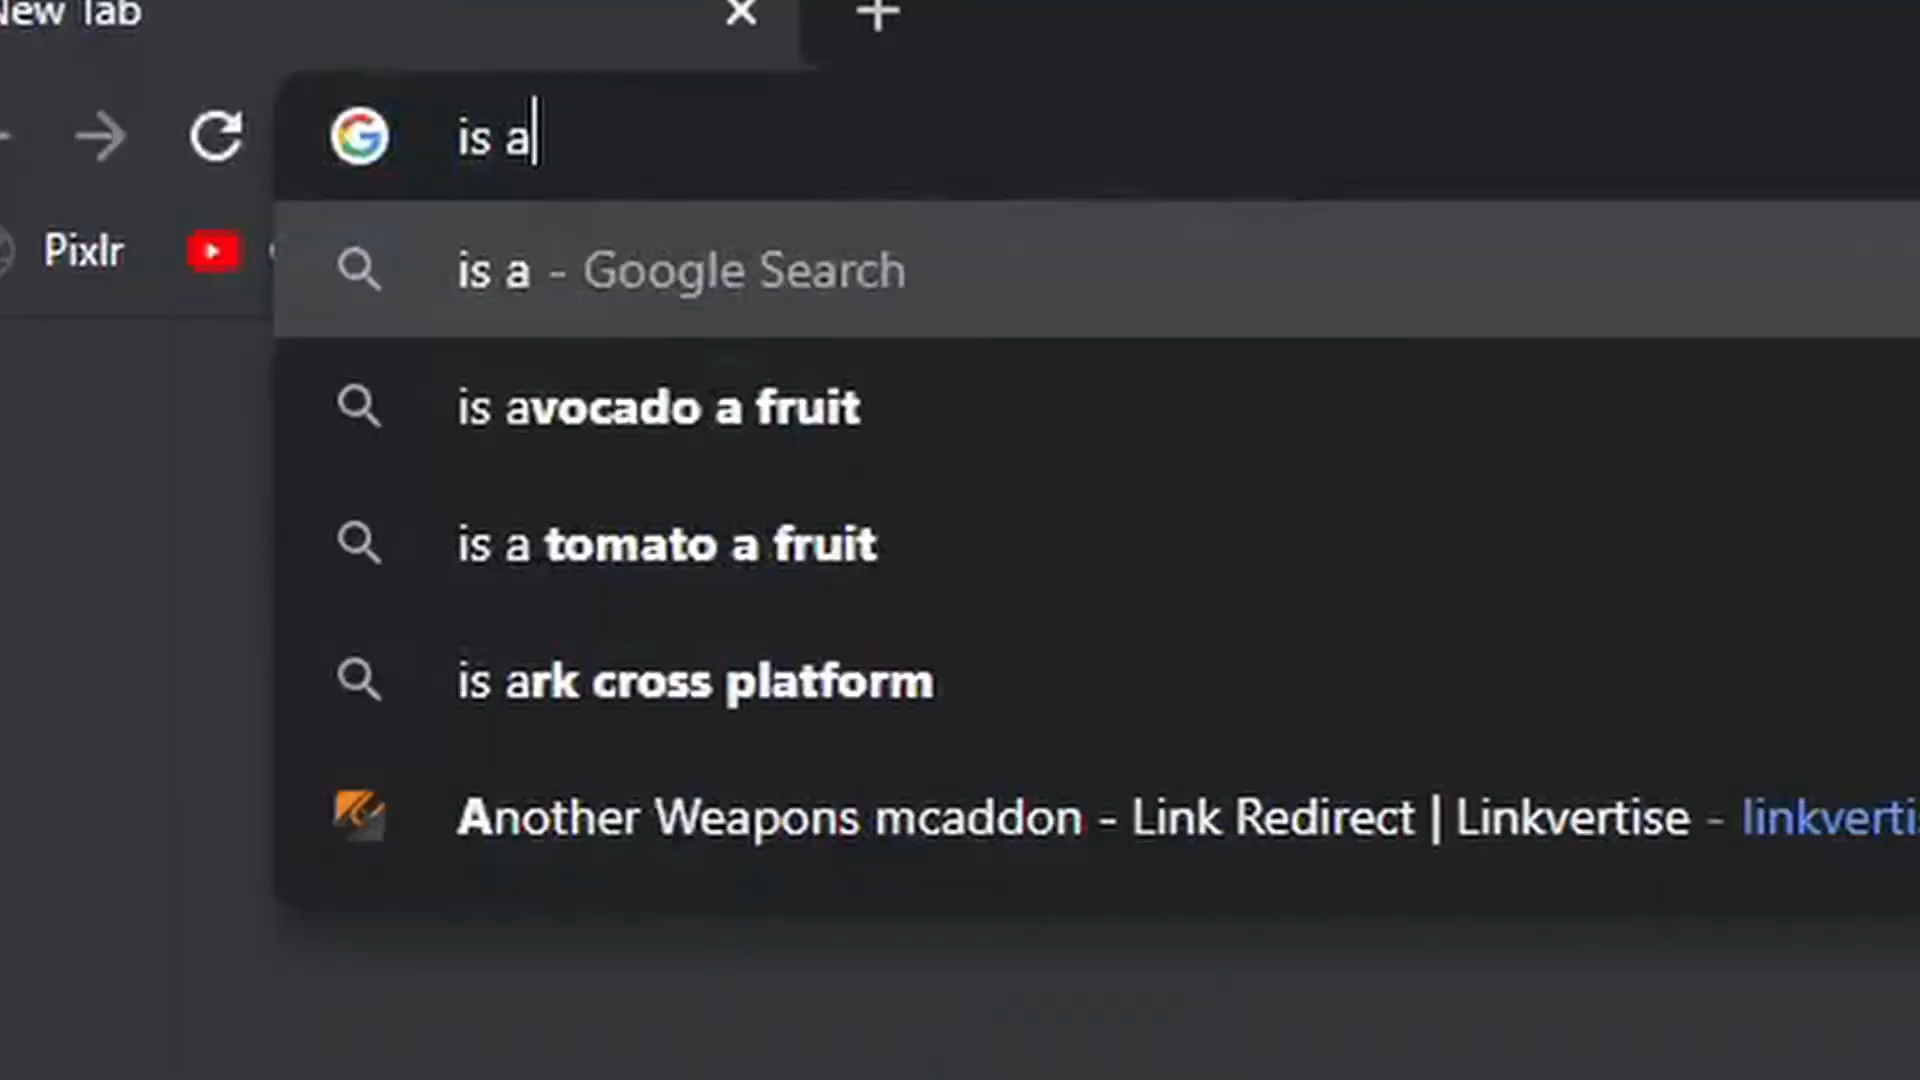 New Tab
is a
Pixlr
is a - Google Search
is avocado a fruit
is a tomato a fruit
is ark cross platform
Another Weapons mcaddon - Link Redirect | Linkvertise - linkverti